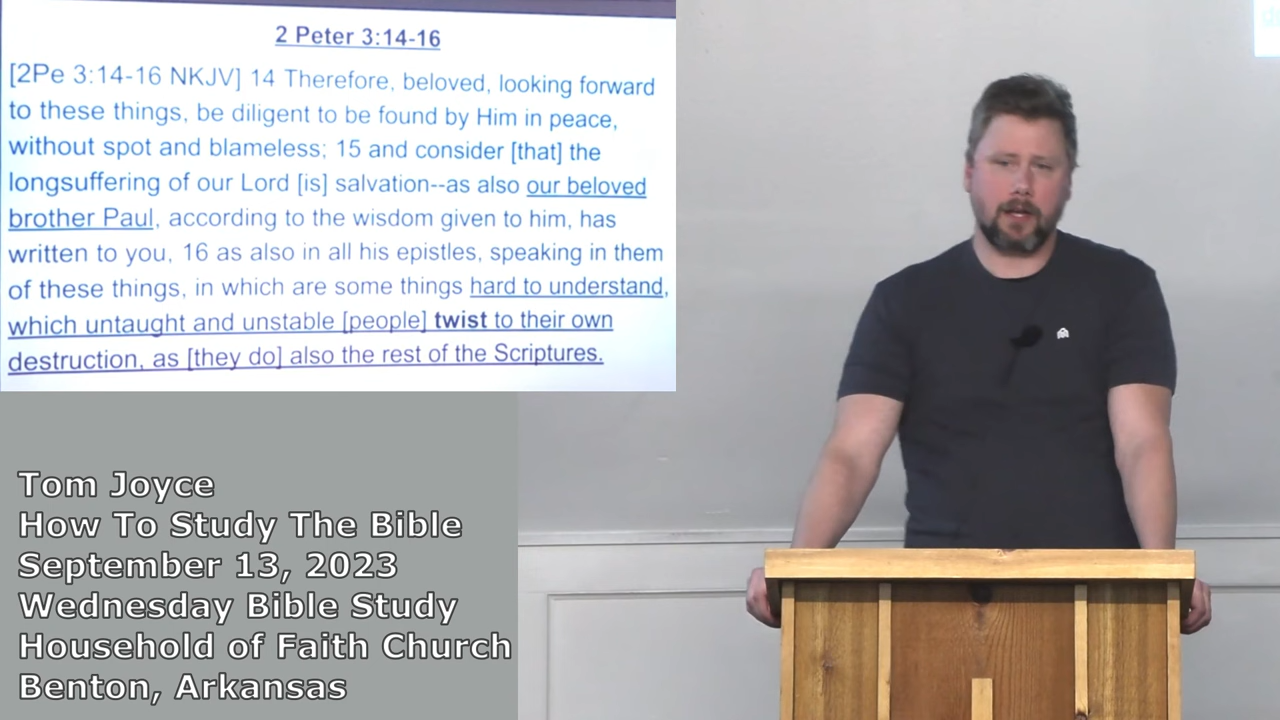 2 Peter 3:14-16
[2Pe 3:14-16 NKJV] 14 Therefore, beloved, looking forward
to these things, be diligent to be found by Him in peace,
without spot and blameless; 15 and consider [that] the
longsuffering of our Lord [is] salvation--as also our beloved
brother Paul, according to the wisdom given to him, has
written to you, 16 as also in all his epistles, speaking in them
of these things, in which are some things hard to understand,
which untaught and unstable [people] twist to their own
destruction, as [they do] also the rest of the Scriptures.
Tom Joyce
How To Study The Bible
September 13, 2023
Wednesday Bible Study
Household of Faith Church
Benton, Arkansas